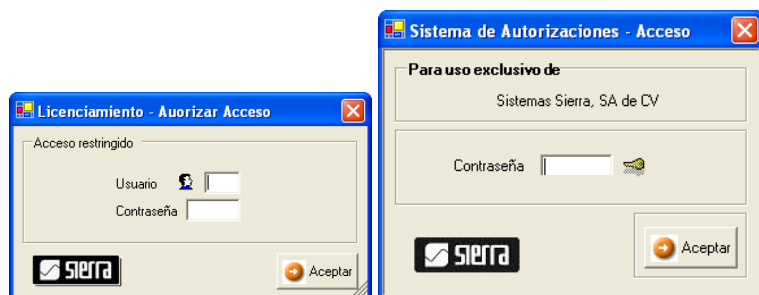 Licenciamiento - Auorizar Acceso
Acceso restringido
Usuario
Contraseña
sierra
Aceptar
Sistema de Autorizaciones - Acceso
Para uso exclusivo de
Sistemas Sierra, SA de CV
Contraseña
sierra
Aceptar